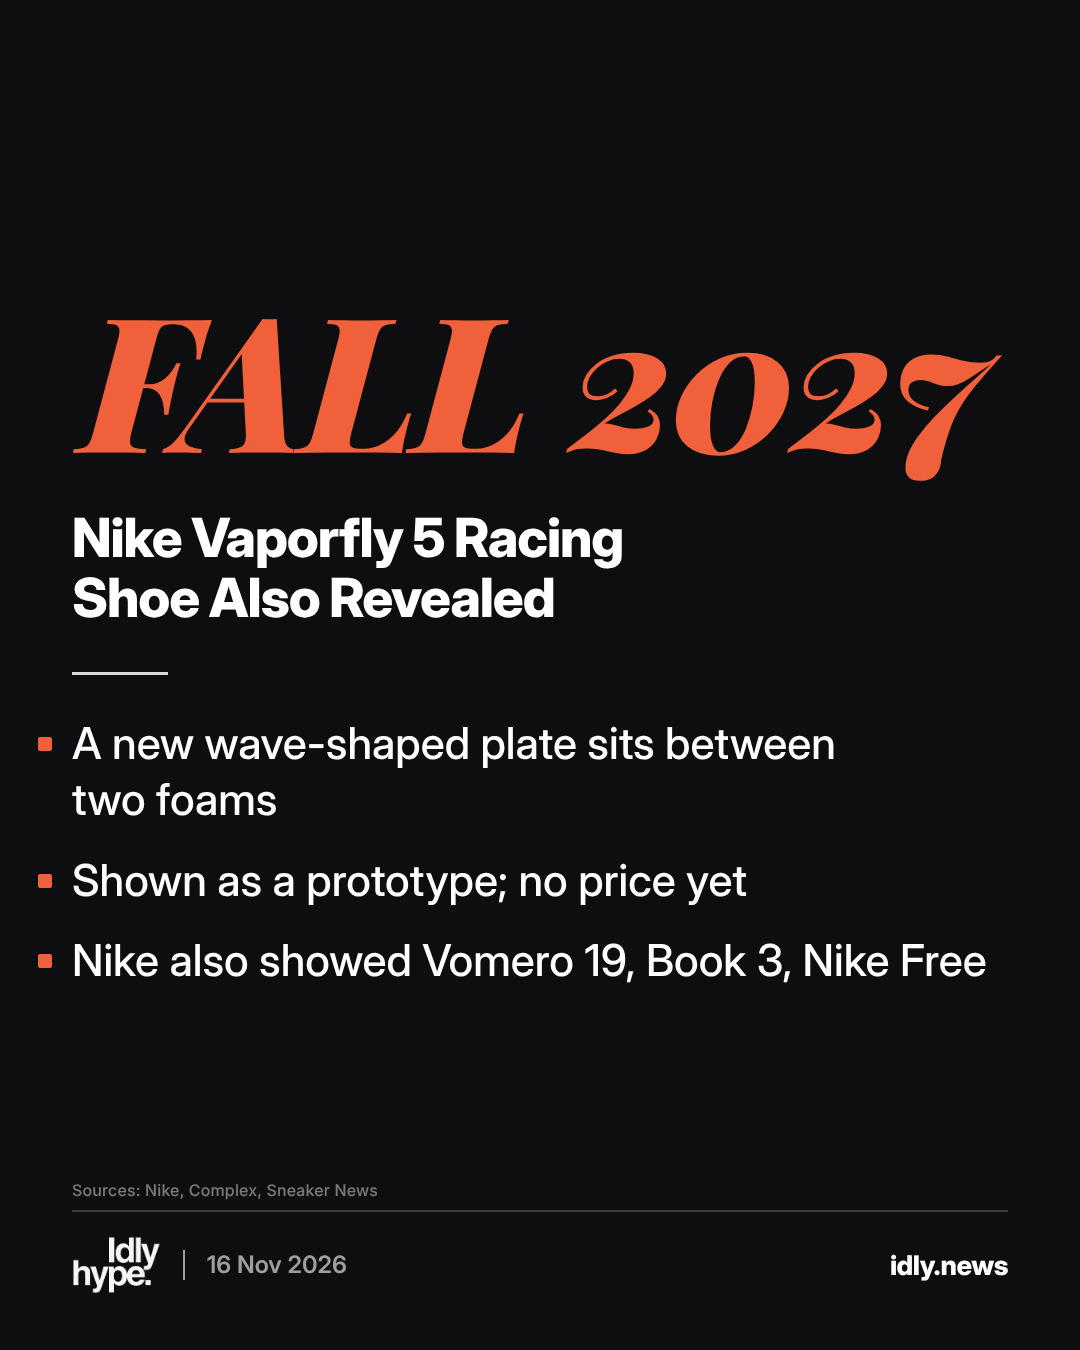 FALL 2027
Nike Vaporfly 5 Racing
Shoe Also Revealed
A new wave-shaped plate sits between
two foams
Shown as a prototype; no price yet
Nike also showed Vomero 19, Book 3, Nike Free
Sources: Nike, Complex, Sneaker News
Idly
hype.
16 Nov 2026
idly.news